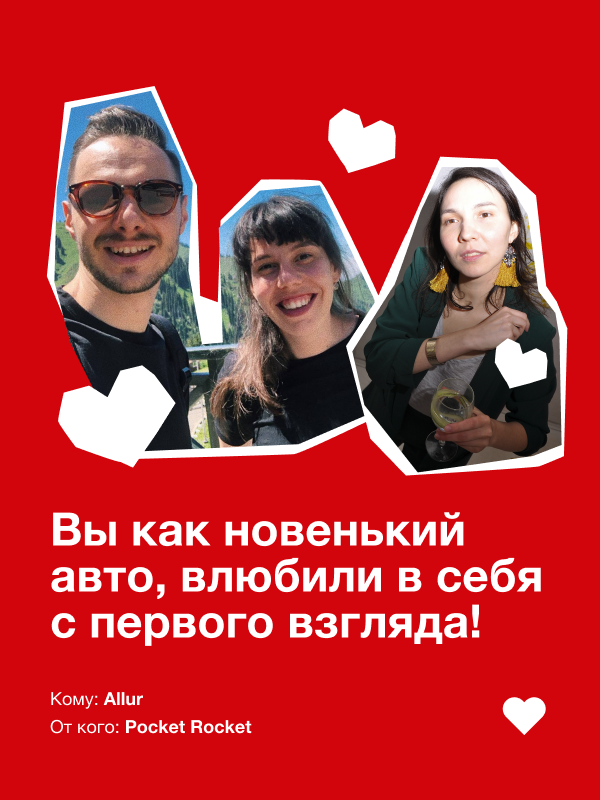 Вы как новенький
авто, влюбили в себя
с первого взгляда!
Кому: Allur
От кого: Pocket Rocket